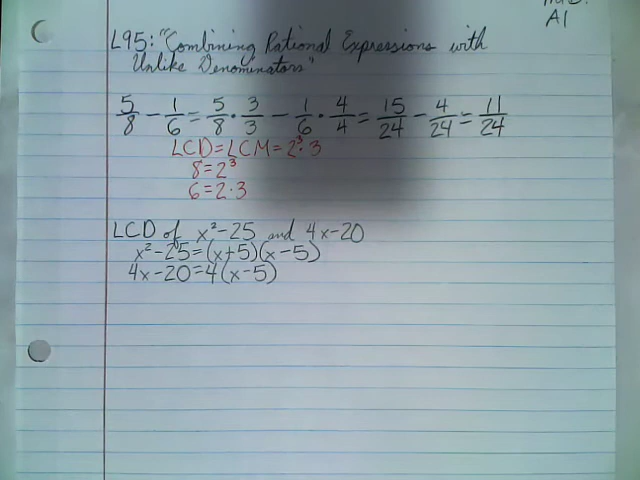 A1
L95: "Combining Rational Expressions with
Unlike Denominators"
5/8 − 1/6 = 5/8 · 3/3 − 1/6 · 4/4 = 15/24 − 4/24 = 11/24
LCD = LCM = 2³ · 3
8 = 2³
6 = 2 · 3
LCD of x² − 25 and 4x − 20
x² − 25 = (x + 5)(x − 5)
4x − 20 = 4(x − 5)